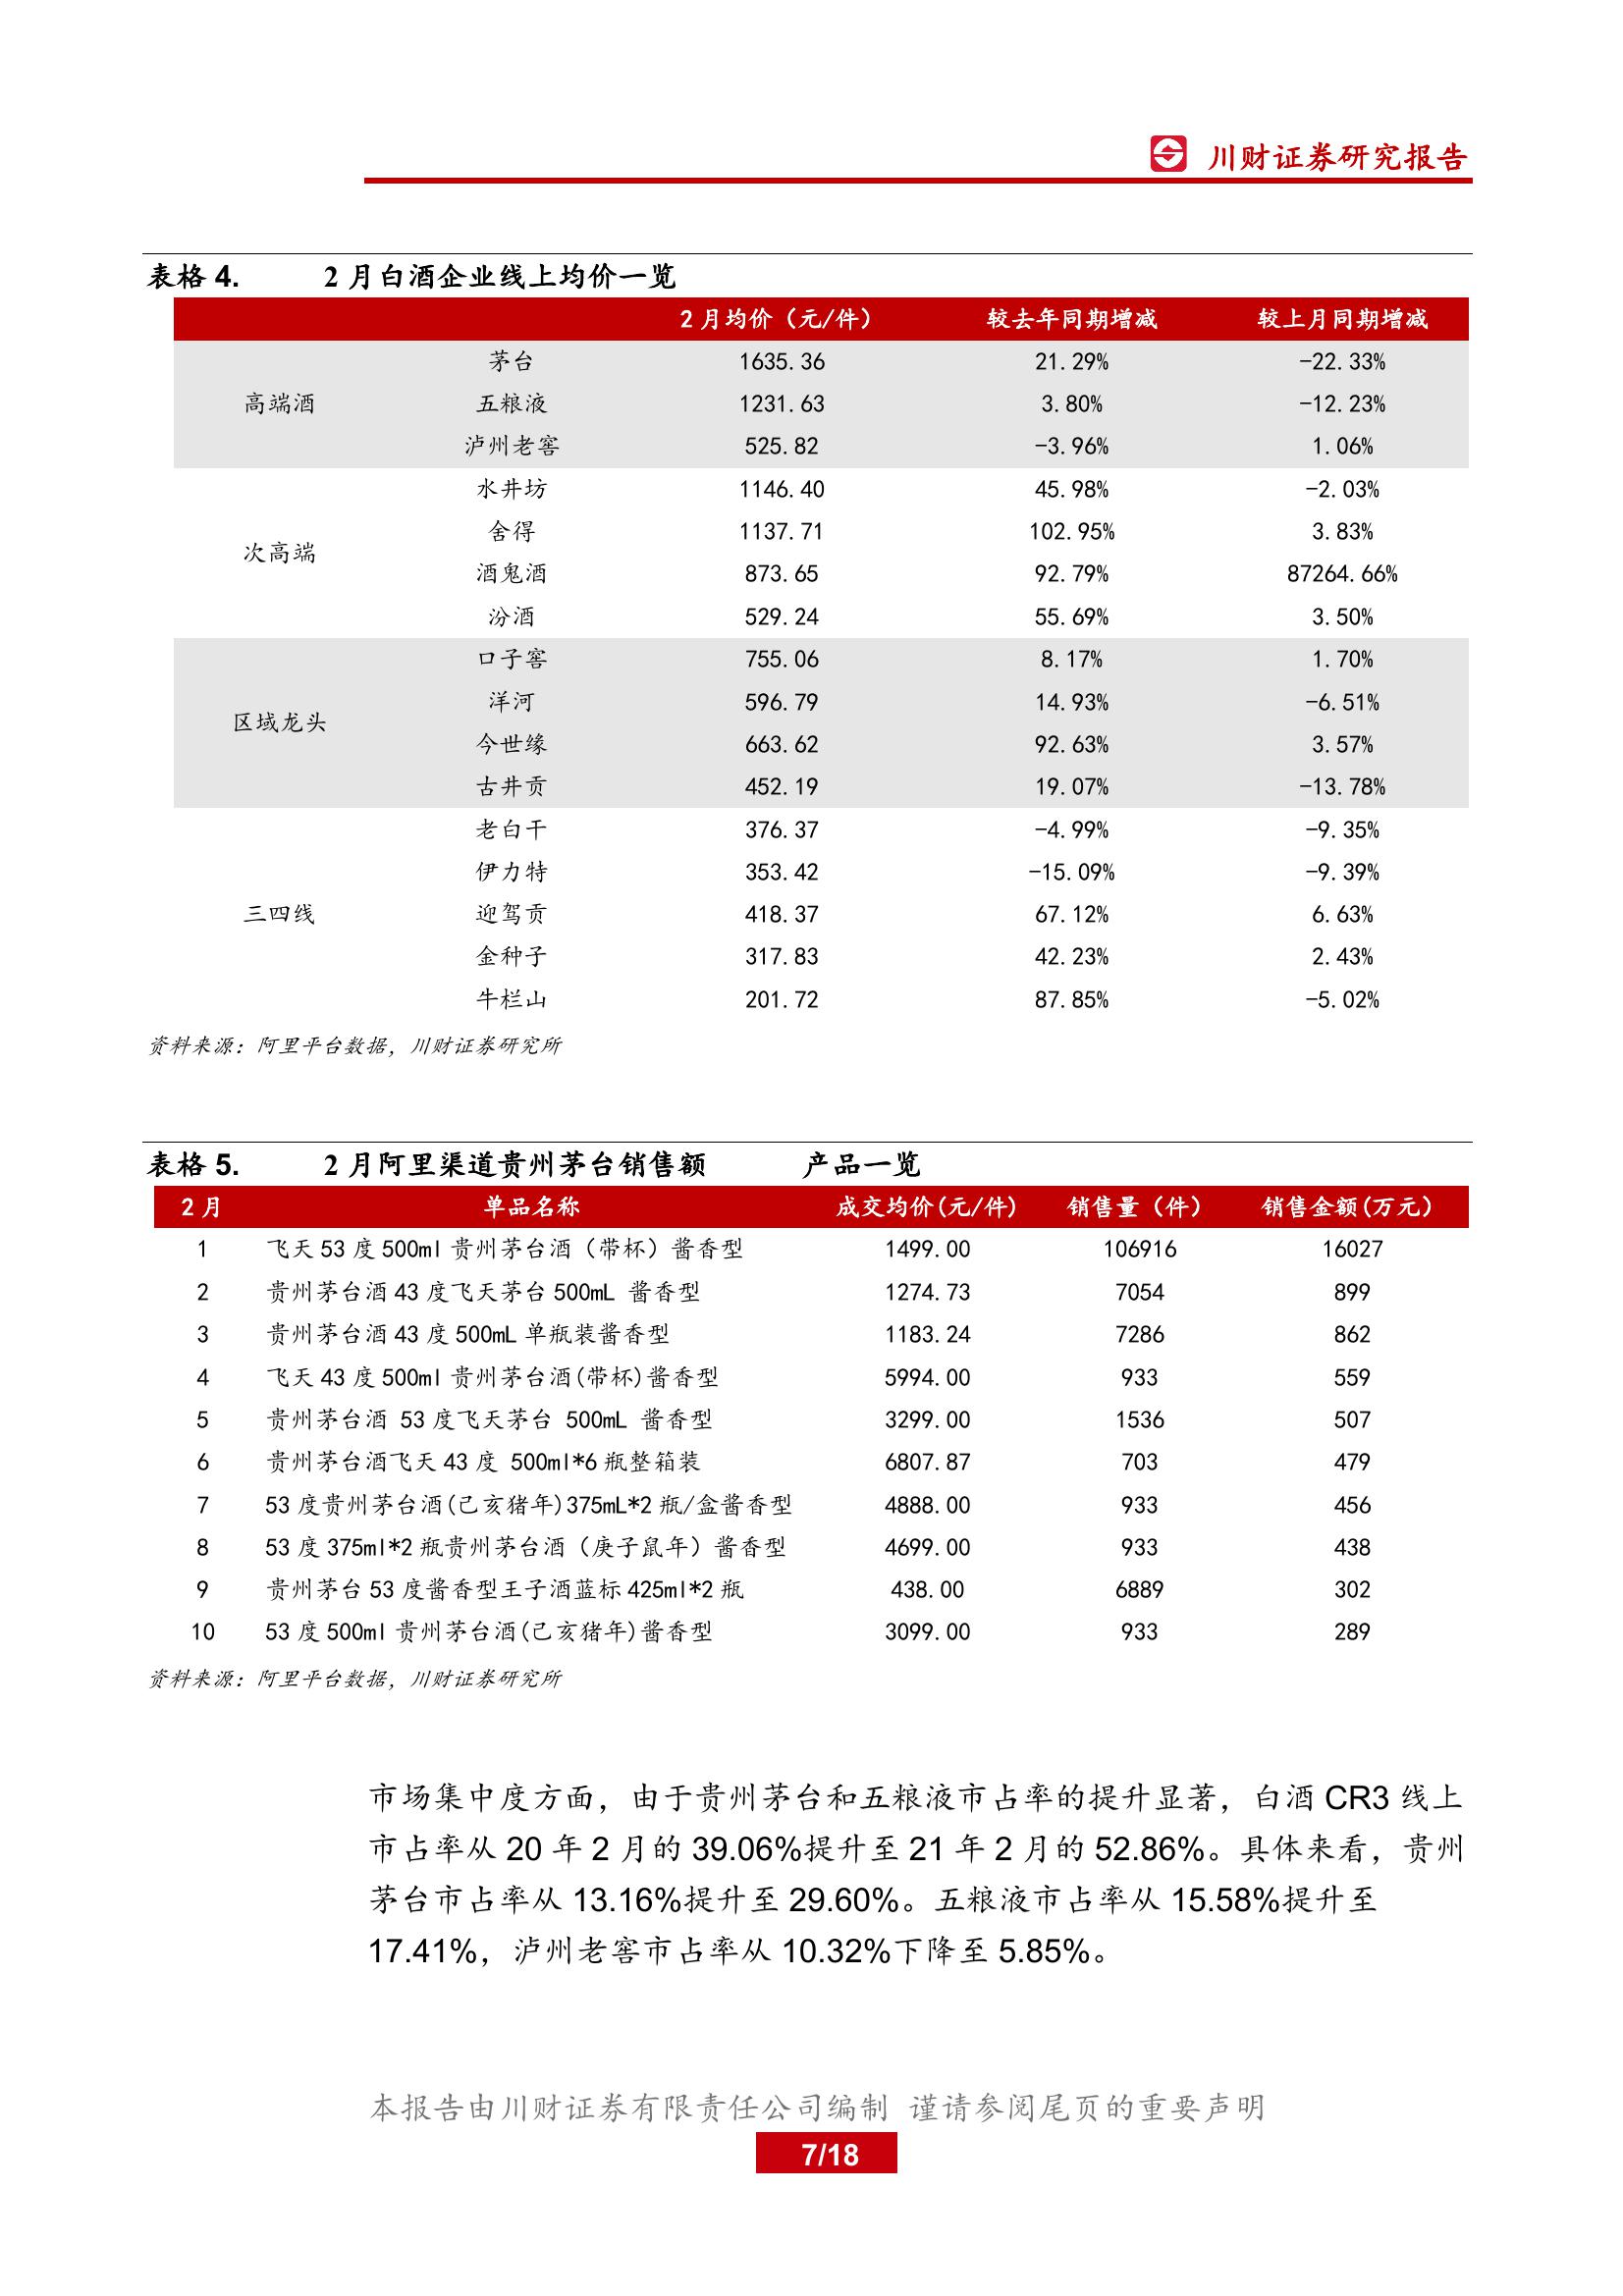 川财证券研究报告
表格 4. 2 月白酒企业线上均价一览
2 月均价（元/件） 较去年同期增减 较上月同期增减
茅台 1635.36 21.29% -22.33%
高端酒 五粮液 1231.63 3.80% -12.23%
泸州老窖 525.82 -3.96% 1.06%
水井坊 1146.40 45.98% -2.03%
舍得 1137.71 102.95% 3.83%
次高端
酒鬼酒 873.65 92.79% 87264.66%
汾酒 529.24 55.69% 3.50%
口子窖 755.06 8.17% 1.70%
洋河 596.79 14.93% -6.51%
区域龙头
今世缘 663.62 92.63% 3.57%
古井贡 452.19 19.07% -13.78%
老白干 376.37 -4.99% -9.35%
伊力特 353.42 -15.09% -9.39%
三四线 迎驾贡 418.37 67.12% 6.63%
金种子 317.83 42.23% 2.43%
牛栏山 201.72 87.85% -5.02%
资料来源：阿里平台数据，川财证券研究所
表格 5. 2 月阿里渠道贵州茅台销售额 产品一览
2 月 单品名称 成交均价(元/件) 销售量（件） 销售金额(万元)
1 飞天 53 度 500ml 贵州茅台酒（带杯）酱香型 1499.00 106916 16027
2 贵州茅台酒 43 度飞天茅台 500mL 酱香型 1274.73 7054 899
3 贵州茅台酒 43 度 500mL 单瓶装酱香型 1183.24 7286 862
4 飞天 43 度 500ml 贵州茅台酒(带杯)酱香型 5994.00 933 559
5 贵州茅台酒 53 度飞天茅台 500mL 酱香型 3299.00 1536 507
6 贵州茅台酒飞天 43 度 500ml*6 瓶整箱装 6807.87 703 479
7 53 度贵州茅台酒(己亥猪年)375mL*2 瓶/盒酱香型 4888.00 933 456
8 53 度 375ml*2 瓶贵州茅台酒（庚子鼠年）酱香型 4699.00 933 438
9 贵州茅台 53 度酱香型王子酒蓝标 425ml*2 瓶 438.00 6889 302
10 53 度 500ml 贵州茅台酒(己亥猪年)酱香型 3099.00 933 289
资料来源：阿里平台数据，川财证券研究所
市场集中度方面，由于贵州茅台和五粮液市占率的提升显著，白酒 CR3 线上
市占率从 20 年 2 月的 39.06%提升至 21 年 2 月的 52.86%。具体来看，贵州
茅台市占率从 13.16%提升至 29.60%。五粮液市占率从 15.58%提升至
17.41%，泸州老窖市占率从 10.32%下降至 5.85%。
本报告由川财证券有限责任公司编制 谨请参阅尾页的重要声明
7/18